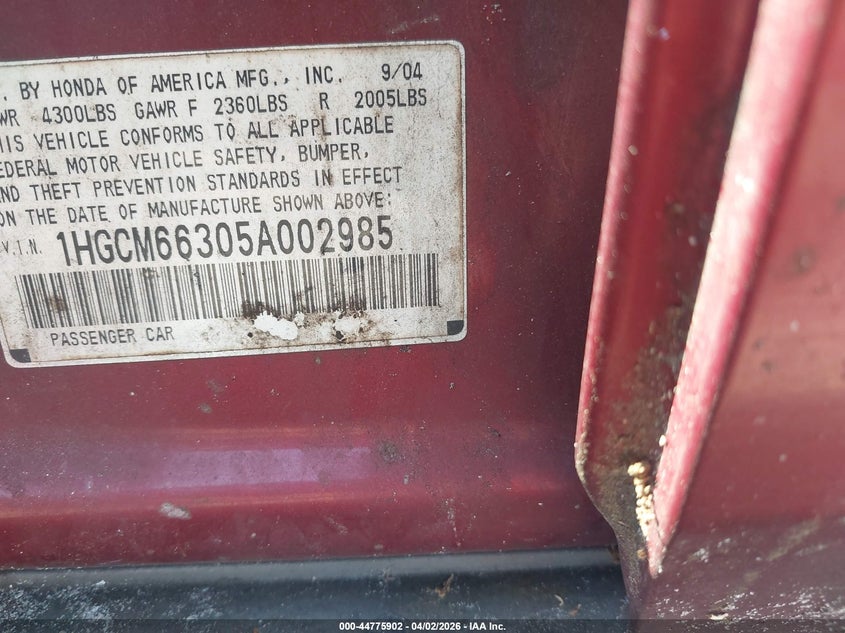 . BY HONDA OF AMERICA MFG., INC. 9/04
WR 4300LBS GAWR F 2360LBS R 2005LBS
HIS VEHICLE CONFORMS TO ALL APPLICABLE
EDERAL MOTOR VEHICLE SAFETY, BUMPER,
ND THEFT PREVENTION STANDARDS IN EFFECT
ON THE DATE OF MANUFACTURE SHOWN ABOVE:
V.I.N. 1HGCM66305A002985
PASSENGER CAR
000-44775902 - 04/02/2026 - IAA Inc.